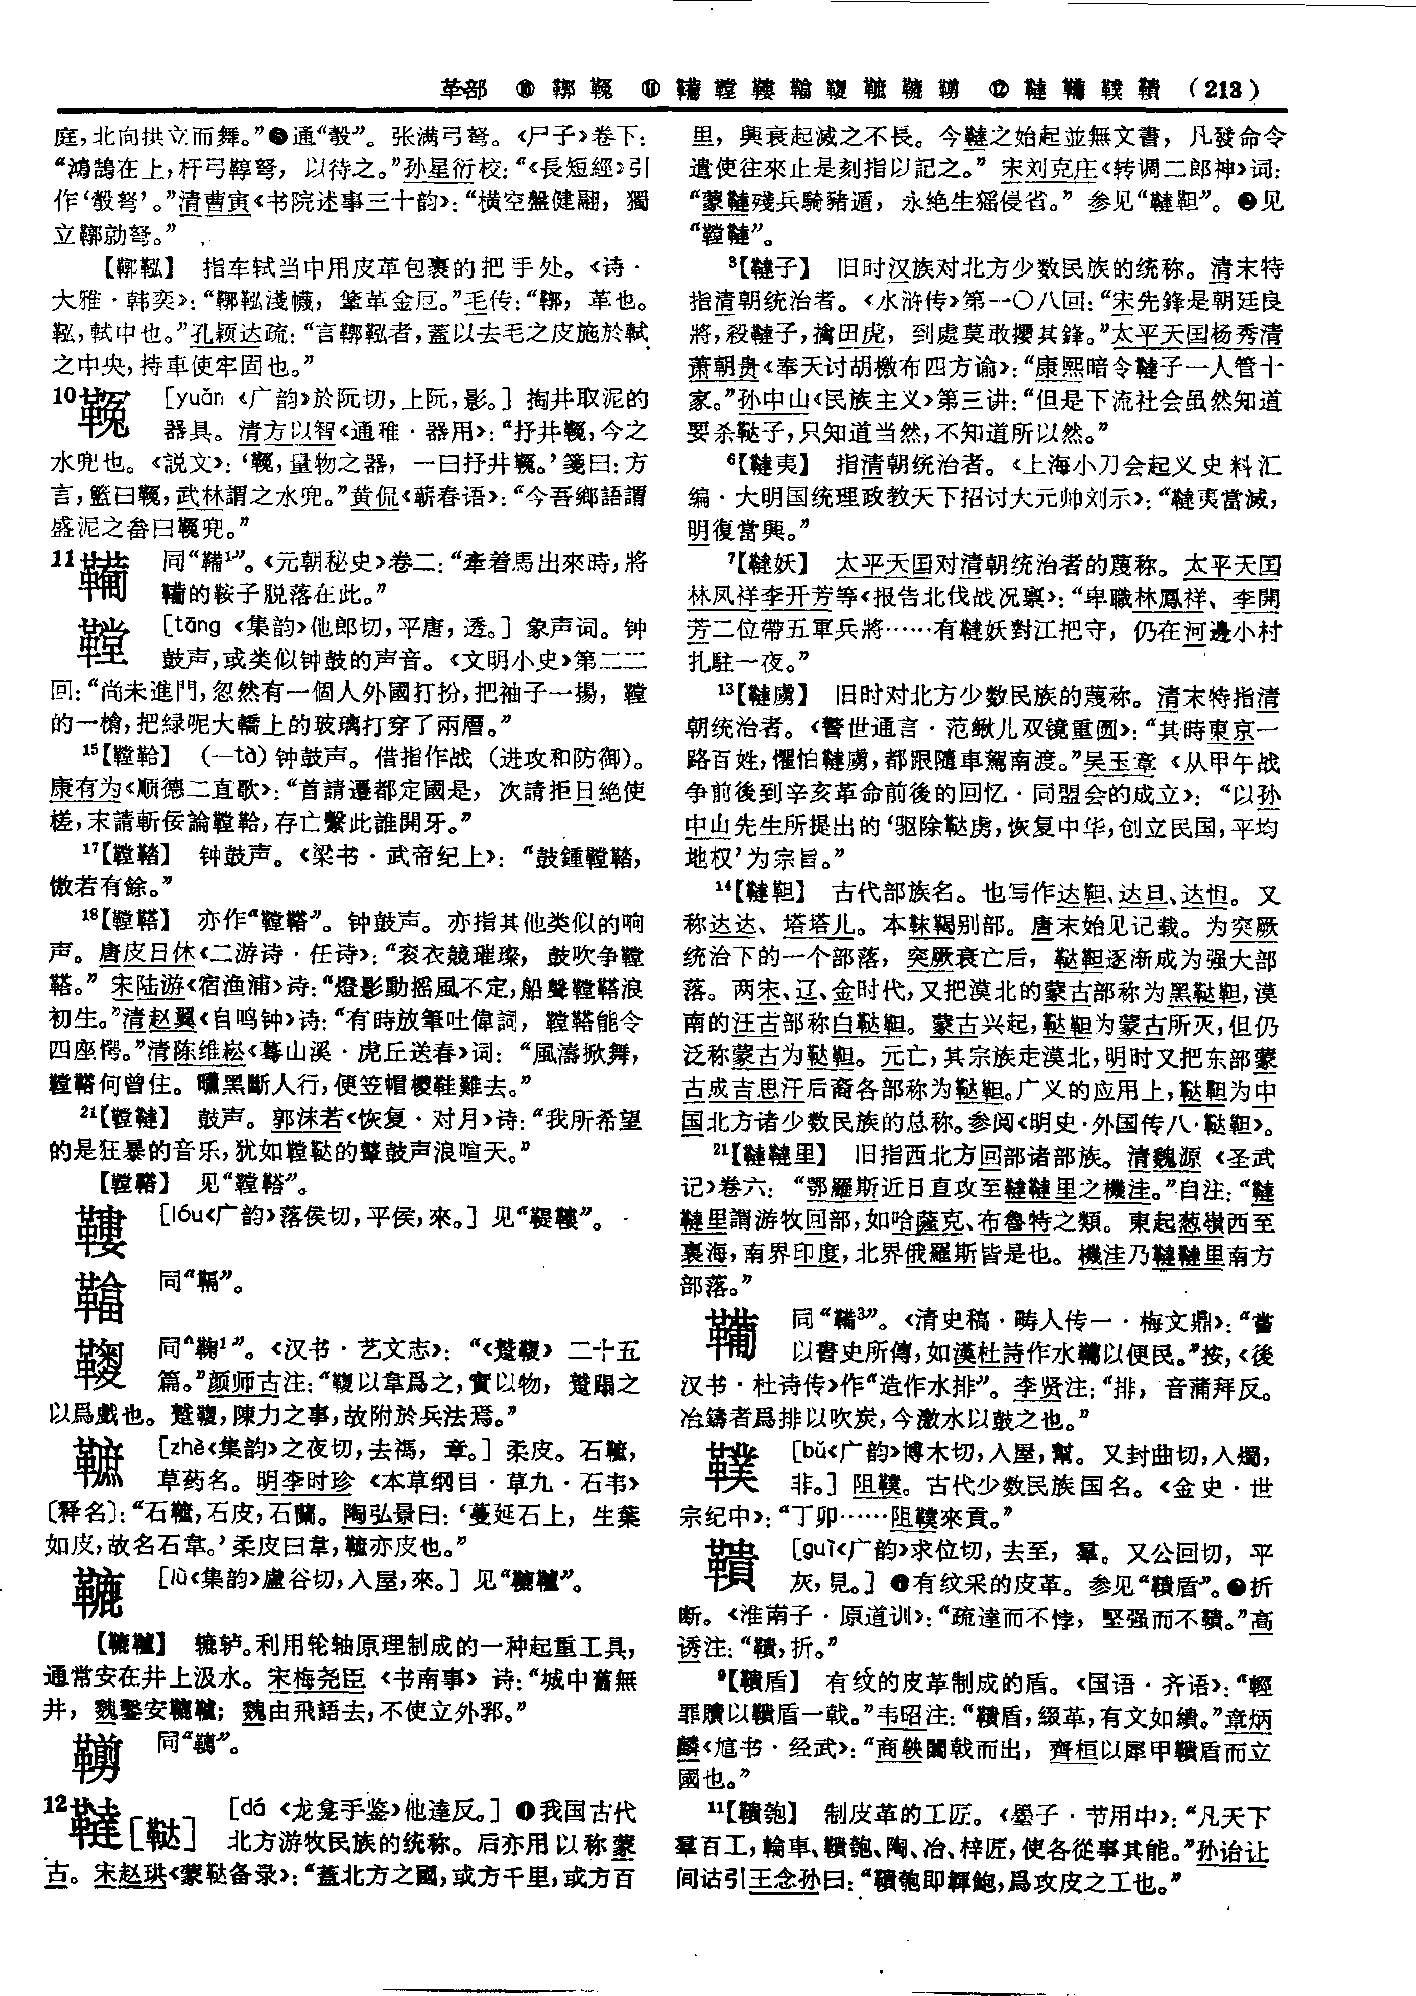 革部 ⑩ 鞹 鞔 ⑪ 鞴 鞺 鞻 鞧 鞠 䩾 ⑫ 韃 鞴 鞾 鞼 (213)
庭,北向拱立而舞。”❺通“彀”。张满弓弩。《尸子》卷下:
“鴻鵠在上,扞弓鞟弩,以待之。”孙星衍校:“《長短經》引
作‘彀弩’。”清曹寅《书院述事三十韵》:“横空盤健翮,獨
立鞹勁弩。”
【鞹鞃】 指车轼当中用皮革包裹的把手处。《诗·
大雅·韩奕》:“鞹鞃淺幭,鞗革金厄。”毛传:“鞹,革也。
鞃,軾中也。”孔颖达疏:“言鞹鞃者,蓋以去毛之皮施於軾
之中央,持車使牢固也。”
10 䩩 [yuān 《广韵》於阮切,上阮,影。] 掏井取泥的
器具。清方以智《通雅·器用》:“抒井䩩,今之
水兜也。《説文》:‘䩩,量物之器,一曰抒井䩩。’箋曰:方
言,籃曰䩩,武林謂之水兜。”黄侃《蕲春语》:“今吾鄉語謂
盛泥之畚曰䩩兜。”
11 同“鞴¹”。《元朝秘史》卷二:“牽着馬出來時,將
的鞍子脱落在此。”
鞺 [tāng 《集韵》他郎切,平唐,透。] 象声词。钟
鼓声,或类似钟鼓的声音。《文明小史》第二二
回:“尚未進門,忽然有一個人外國打扮,把袖子一揚,鞺
的一槍,把緑呢大轎上的玻璃打穿了兩層。”
¹⁵【鞺鞈】 (—tà) 钟鼓声。借指作战(进攻和防御)。
康有为《顺德二直歌》:“首請遷都定國是,次請拒日絶使
槎,末請斬佞論鞺鞈,存亡繫此誰開牙。”
¹⁷【鞺鞳】 钟鼓声。《梁书·武帝纪上》:“鼓鍾鞺鞳,
慠若有餘。”
¹⁸【鞺鞳】 亦作“鞺鞳”。钟鼓声。亦指其他类似的响
声。唐皮日休《二游诗·任诗》:“衮衣競璀璨,鼓吹争鞺
鞳。” 宋陆游《宿渔浦》诗:“燈影動摇風不定,船聲鞺鞳浪
初生。”清赵翼《自鸣钟》诗:“有時放筆吐偉詞,鞺鞳能令
四座愕。”清陈维崧《蓦山溪·虎丘送春》词:“風濤掀舞,
鞺鞳何曾住。曛黑斷人行,便笠帽椶鞋難去。”
²¹【鞺韃】 鼓声。郭沫若《恢复·对月》诗:“我所希望
的是狂暴的音乐,犹如鞺鞑的鼙鼓声浪喧天。”
【鞺鞳】 见“鞺鞳”。
鞻 [lóu《广韵》落侯切,平侯,來。] 见“鞮鞻”。
同“鞴”。
同“鞠¹”。《汉书·艺文志》:“《蹵鞠》二十五
篇。”颜师古注:“鞠以韋爲之,實以物,蹵蹋之
以爲戲也。蹵鞠,陳力之事,故附於兵法焉。”
䩾 [zhè《集韵》之夜切,去禡,章。] 柔皮。石䩾,
草药名。明李时珍《本草纲目·草九·石韦》
〔释名〕:“石䩾,石皮,石蘭。陶弘景曰:‘蔓延石上,生葉
如皮,故名石韋。’柔皮曰韋,䩾亦皮也。”
[lù《集韵》盧谷切,入屋,來。] 见“”。
【】 辘轳。利用轮轴原理制成的一种起重工具,
通常安在井上汲水。宋梅尧臣《书南事》诗:“城中舊無
井,魏鑿安;魏由飛語去,不使立外郛。”
同“”。
12 韃[鞑] [dá 《龙龛手鉴》他達反。] ❶我国古代
北方游牧民族的统称。后亦用以称蒙
古。宋赵珙《蒙鞑备录》:“蓋北方之國,或方千里,或方百
里,興衰起滅之不長。今韃之始起並無文書,凡發命令
遣使往來止是刻指以記之。” 宋刘克庄《转调二郎神》词:
“蒙韃殘兵騎豬遁,永絶生猺侵省。” 参见“韃靼”。❷见
“鞺韃”。
³【韃子】 旧时汉族对北方少数民族的统称。清末特
指清朝统治者。《水浒传》第一〇八回:“宋先鋒是朝廷良
將,殺韃子,擒田虎,到處莫敢攖其鋒。”太平天国杨秀清
萧朝贵《奉天讨胡檄布四方谕》:“康熙暗令韃子一人管十
家。”孙中山《民族主义》第三讲:“但是下流社会虽然知道
要杀鞑子,只知道当然,不知道所以然。”
⁶【韃夷】 指清朝统治者。《上海小刀会起义史料汇
编·大明国统理政教天下招讨大元帅刘示》:“韃夷當滅,
明復當興。”
⁷【韃妖】 太平天国对清朝统治者的蔑称。太平天国
林凤祥李开芳等《报告北伐战况禀》:“卑職林鳳祥、李開
芳二位帶五軍兵將……有韃妖對江把守,仍在河邊小村
扎駐一夜。”
¹³【韃虏】 旧时对北方少数民族的蔑称。清末特指清
朝统治者。《警世通言·范鳅儿双镜重圆》:“其時東京一
路百姓,懼怕韃虜,都跟隨車駕南渡。”吴玉章《从甲午战
争前後到辛亥革命前後的回忆·同盟会的成立》:“以孙
中山先生所提出的‘驱除鞑虏,恢复中华,创立民国,平均
地权’为宗旨。”
¹⁴【韃靼】 古代部族名。也写作达靼、达旦、达怛。又
称达达、塔塔儿。本靺鞨别部。唐末始见记载。为突厥
统治下的一个部落,突厥衰亡后,鞑靼逐渐成为强大部
落。两宋、辽、金时代,又把漠北的蒙古部称为黑鞑靼,漠
南的汪古部称白鞑靼。蒙古兴起,鞑靼为蒙古所灭,但仍
泛称蒙古为鞑靼。元亡,其宗族走漠北,明时又把东部蒙
古成吉思汗后裔各部称为鞑靼。广义的应用上,鞑靼为中
国北方诸少数民族的总称。参阅《明史·外国传八·鞑靼》。
²¹【韃韃里】 旧指西北方回部诸部族。清魏源《圣武
记》卷六:“鄂羅斯近日直攻至韃韃里之機洼。”自注:“韃
韃里謂游牧回部,如哈薩克、布魯特之類。東起葱嶺西至
裏海,南界印度,北界俄羅斯皆是也。機洼乃韃韃里南方
部落。”
同“鞴³”。《清史稿·畴人传一·梅文鼎》:“舊
以書史所傳,如漢杜詩作水鞴以便民。”按,《後
汉书·杜诗传》作“造作水排”。李贤注:“排,音蒲拜反。
冶鑄者爲排以吹炭,今激水以鼓之也。”
䪁 [bǔ《广韵》博木切,入屋,幫。又封曲切,入燭,
非。] 阻䪁。古代少数民族国名。《金史·世
宗纪中》:“丁卯……阻䪁來貢。”
鞼 [guì《广韵》求位切,去至,羣。又公回切,平
灰,見。] ❶有纹采的皮革。参见“鞼盾”。❷折
断。《淮南子·原道训》:“疏達而不悖,堅强而不鞼。”高
诱注:“鞼,折。”
⁹【鞼盾】 有纹的皮革制成的盾。《国语·齐语》:“輕
罪贖以鞼盾一戟。”韦昭注:“鞼盾,綴革,有文如繢。”章炳
麟《訄书·经武》:“商鞅闟戟而出,齊桓以犀甲鞼盾而立
國也。”
¹¹【鞼匏】 制皮革的工匠。《墨子·节用中》:“凡天下
羣百工,輪車、鞼匏、陶、冶、梓匠,使各從事其能。”孙诒让
间诂引王念孙曰:“鞼匏即韗鮑,爲攻皮之工也。”